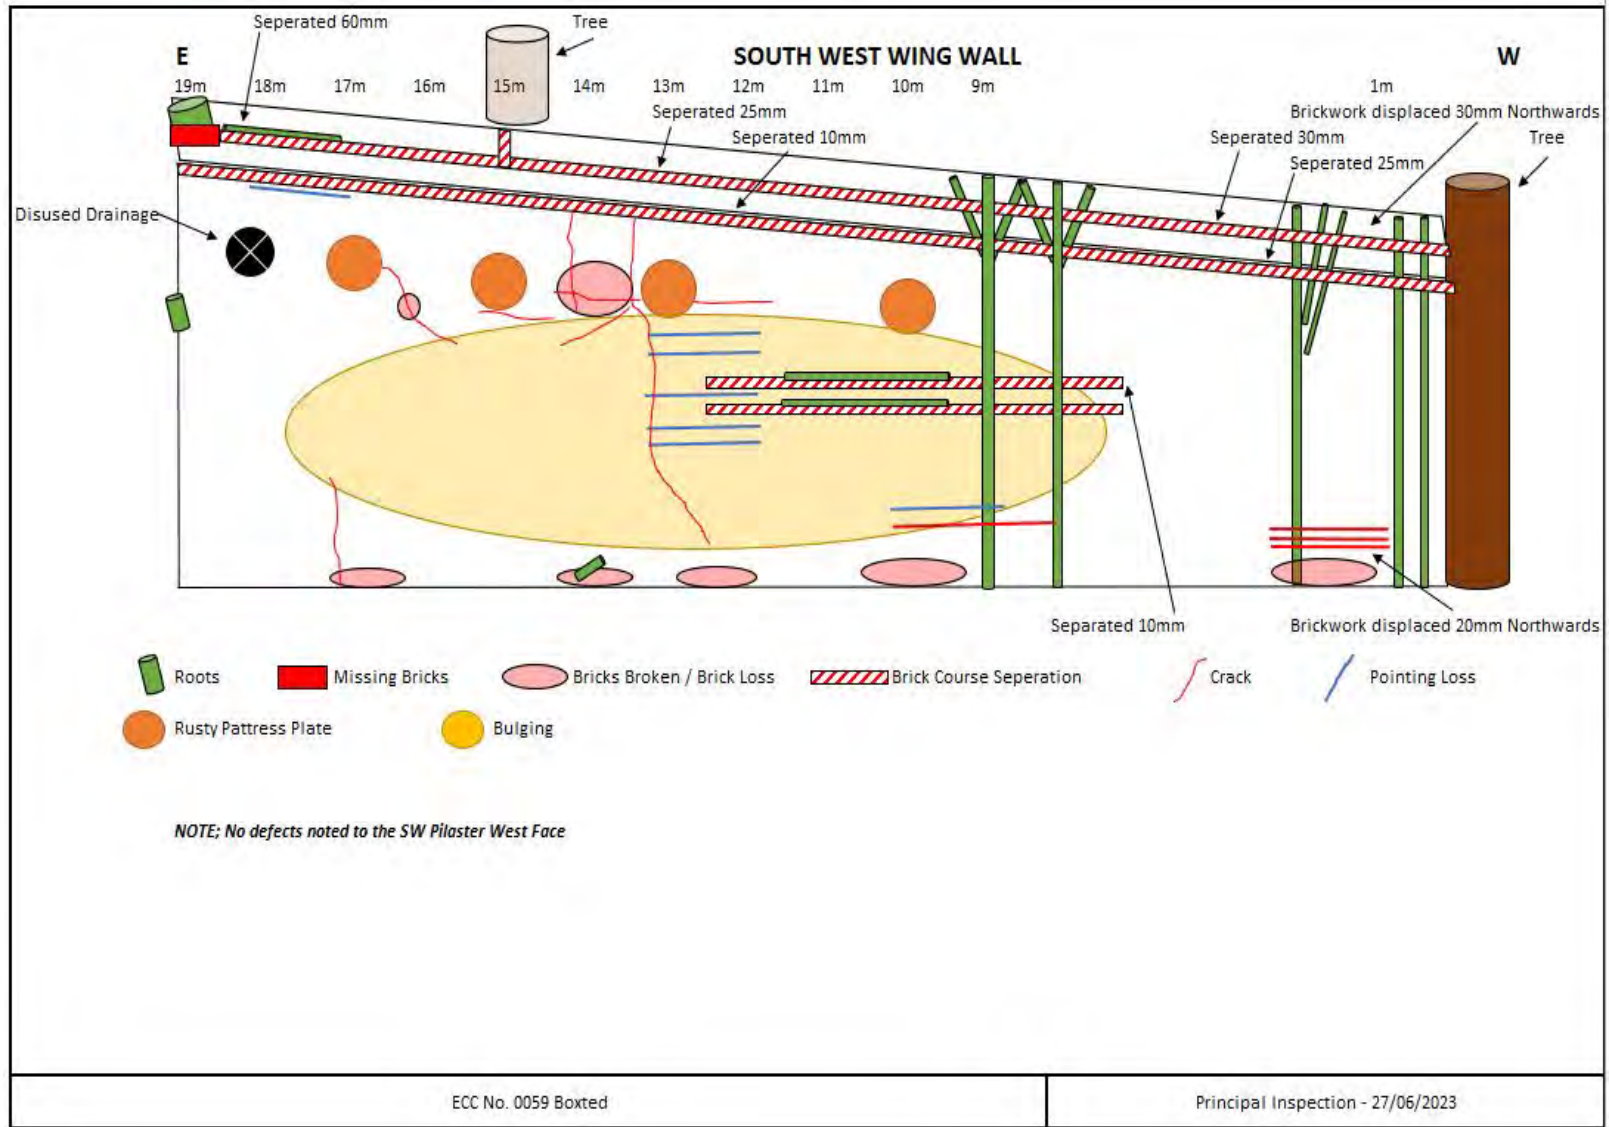 Seperated 60mm
Tree
E
SOUTH WEST WING WALL
W
19m 18m 17m 16m 15m 14m 13m 12m 11m 10m 9m 1m
Seperated 25mm
Brickwork displaced 30mm Northwards
Seperated 10mm
Seperated 30mm
Tree
Seperated 25mm
Disused Drainage
Separated 10mm
Brickwork displaced 20mm Northwards
Roots
Missing Bricks
Bricks Broken / Brick Loss
Brick Course Seperation
Crack
Pointing Loss
Rusty Pattress Plate
Bulging
NOTE; No defects noted to the SW Pilaster West Face
ECC No. 0059 Boxted
Principal Inspection - 27/06/2023